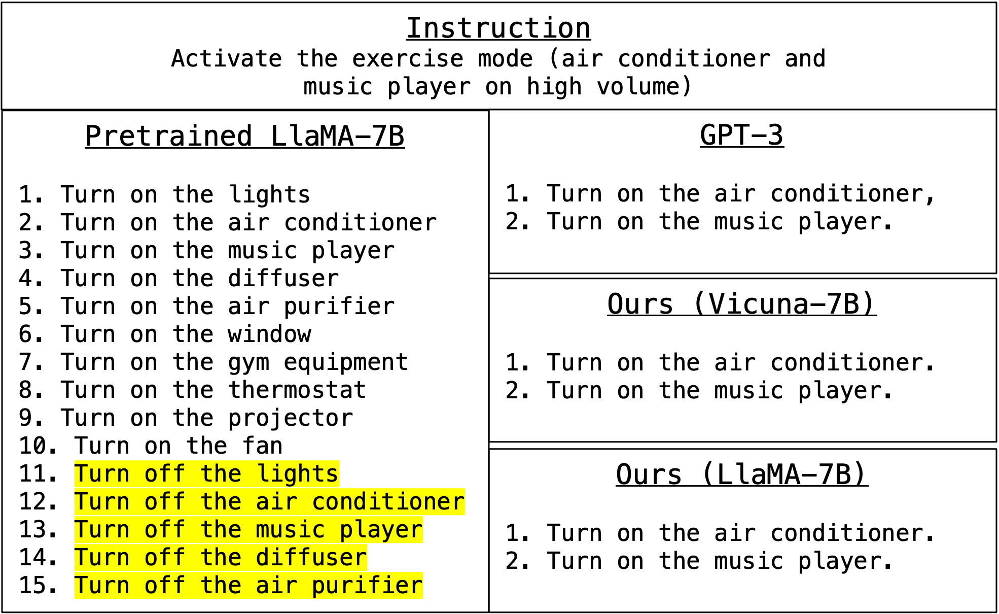 Instruction
Activate the exercise mode (air conditioner and
music player on high volume)
Pretrained LlaMA-7B
1. Turn on the lights
2. Turn on the air conditioner
3. Turn on the music player
4. Turn on the diffuser
5. Turn on the air purifier
6. Turn on the window
7. Turn on the gym equipment
8. Turn on the thermostat
9. Turn on the projector
10. Turn on the fan
11. Turn off the lights
12. Turn off the air conditioner
13. Turn off the music player
14. Turn off the diffuser
15. Turn off the air purifier
GPT-3
1. Turn on the air conditioner,
2. Turn on the music player.
Ours (Vicuna-7B)
1. Turn on the air conditioner.
2. Turn on the music player.
Ours (LlaMA-7B)
1. Turn on the air conditioner.
2. Turn on the music player.